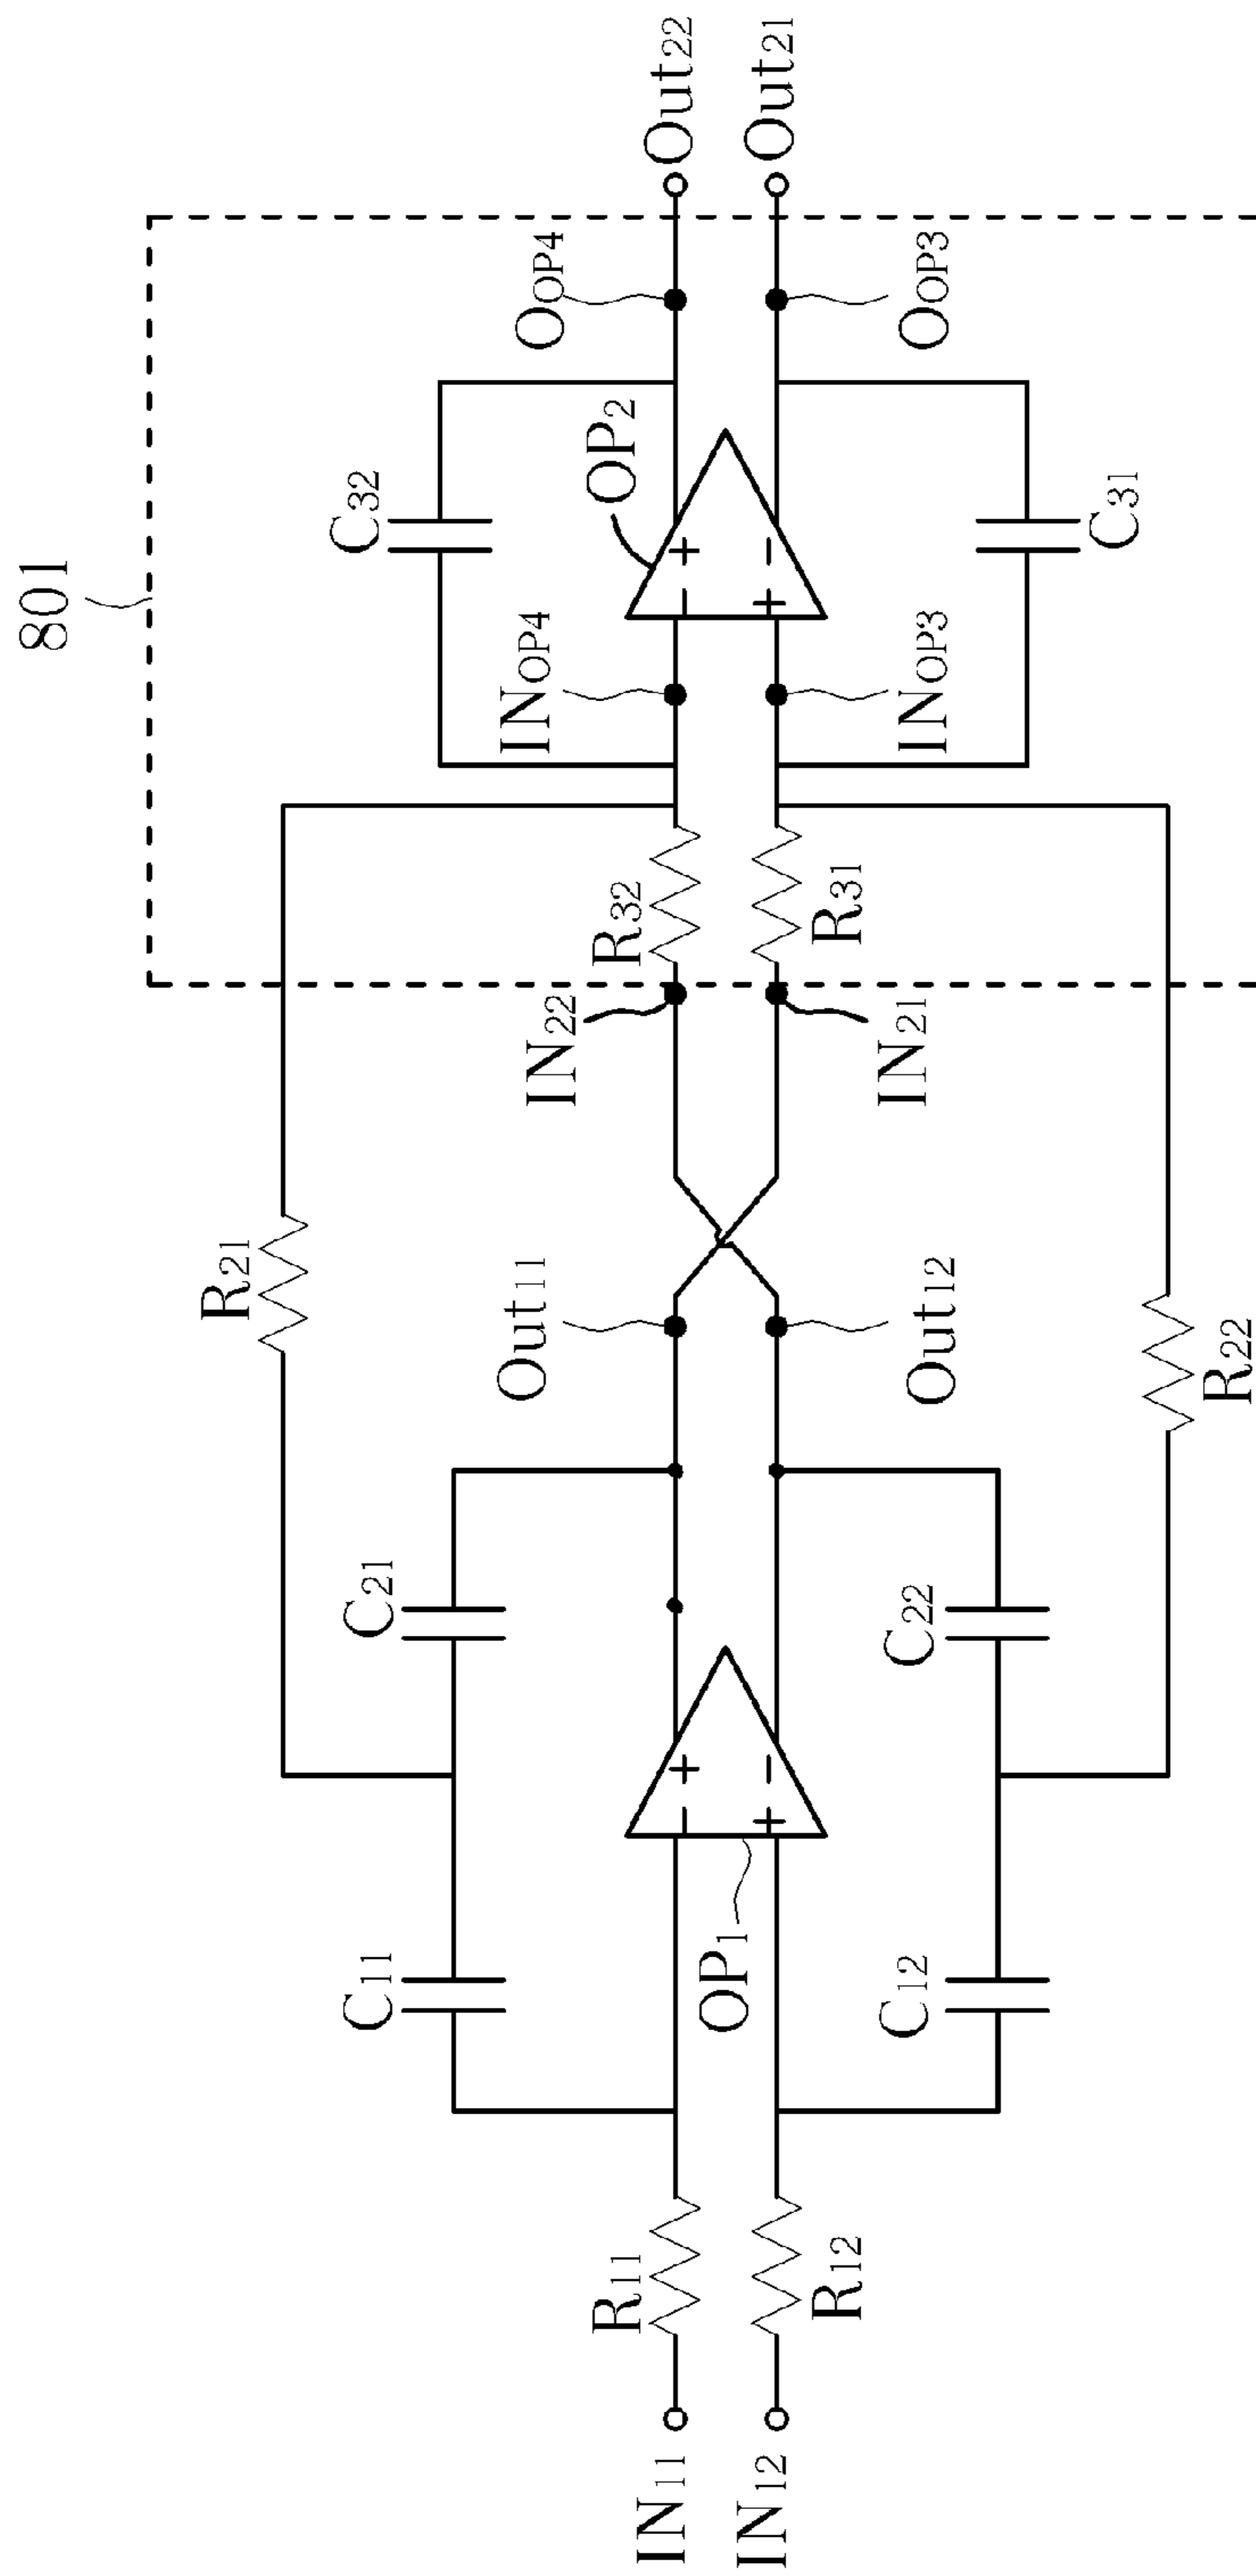 801
C32
OP2
OOP4
Out22
Out21
OOP3
INOP4
INOP3
C31
R21
R32
R31
IN22
IN21
Out11
Out12
R22
C21
C22
C11
C12
OP1
R11
R12
IN11
IN12
+
−
−
+
+
−
−
+